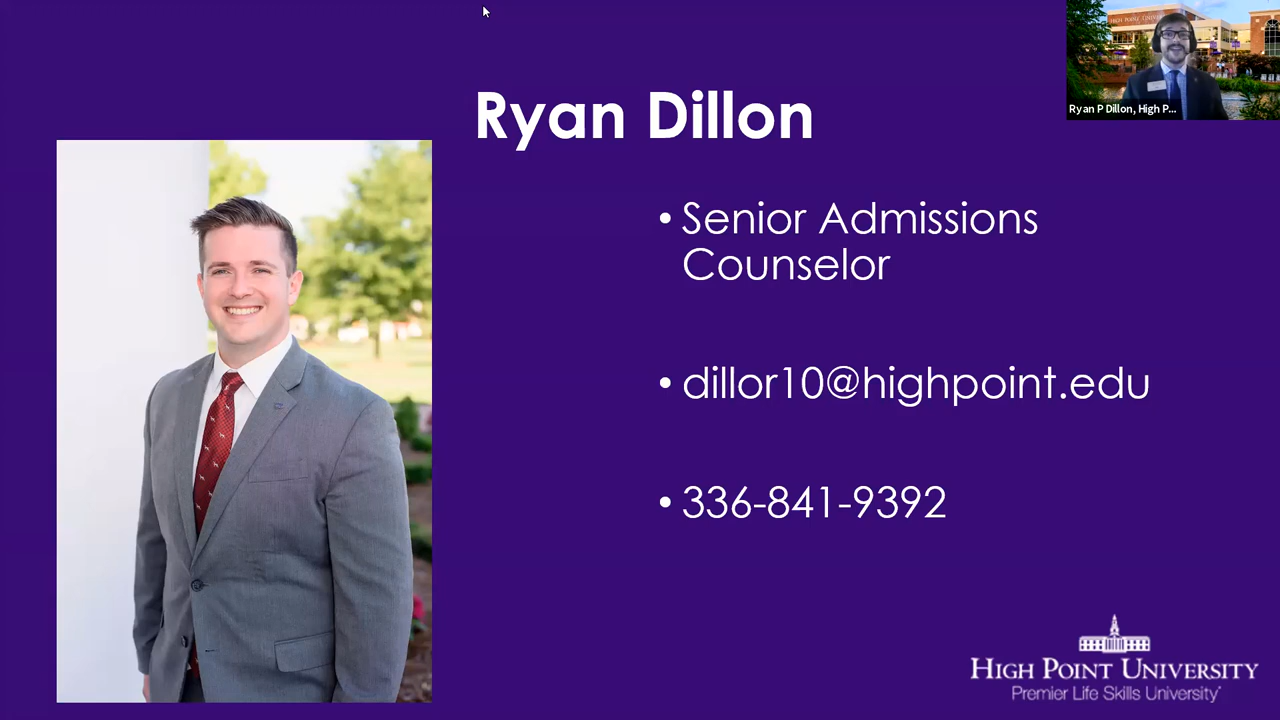 Ryan P Dillon, High P...
Ryan Dillon
• Senior Admissions
Counselor
• dillor10@highpoint.edu
• 336-841-9392
HIGH POINT UNIVERSITY
Premier Life Skills University